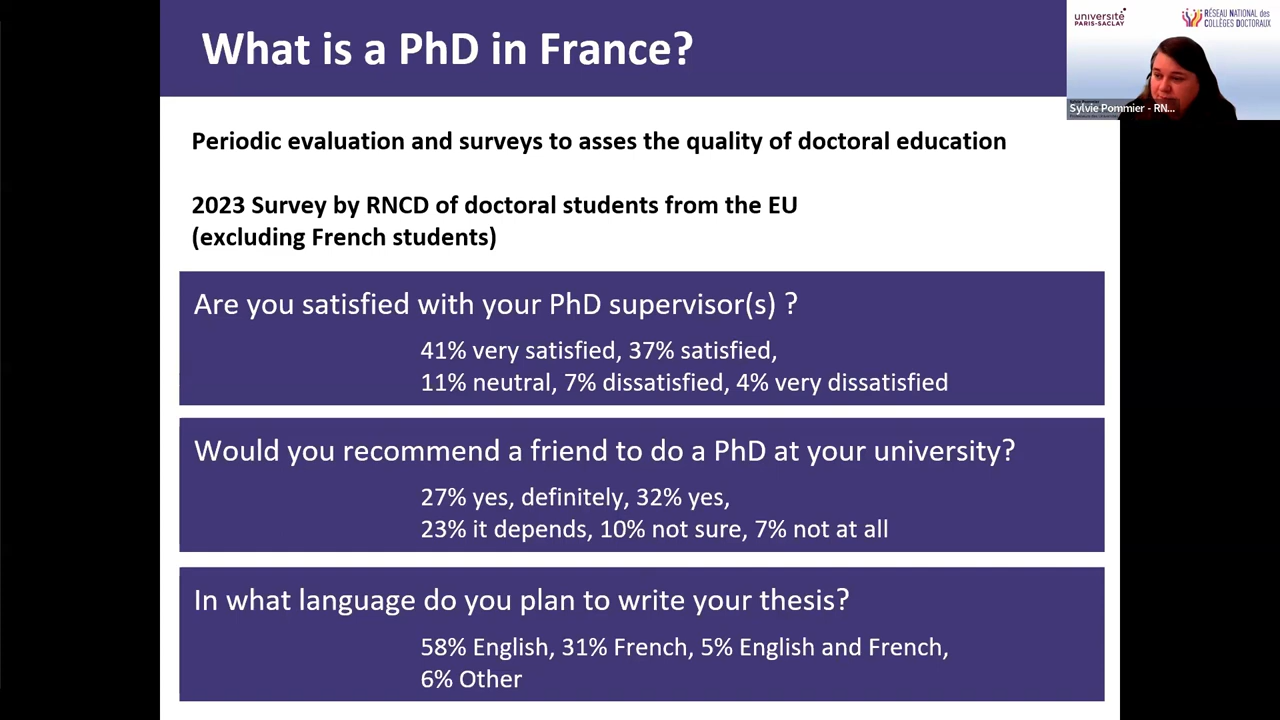 What is a PhD in France?
université
PARIS-SACLAY
RÉSEAU NATIONAL des
COLLÈGES DOCTORAUX
Sylvie Pommier - RN...
Periodic evaluation and surveys to asses the quality of doctoral education
2023 Survey by RNCD of doctoral students from the EU
(excluding French students)
Are you satisfied with your PhD supervisor(s) ?
41% very satisfied, 37% satisfied,
11% neutral, 7% dissatisfied, 4% very dissatisfied
Would you recommend a friend to do a PhD at your university?
27% yes, definitely, 32% yes,
23% it depends, 10% not sure, 7% not at all
In what language do you plan to write your thesis?
58% English, 31% French, 5% English and French,
6% Other